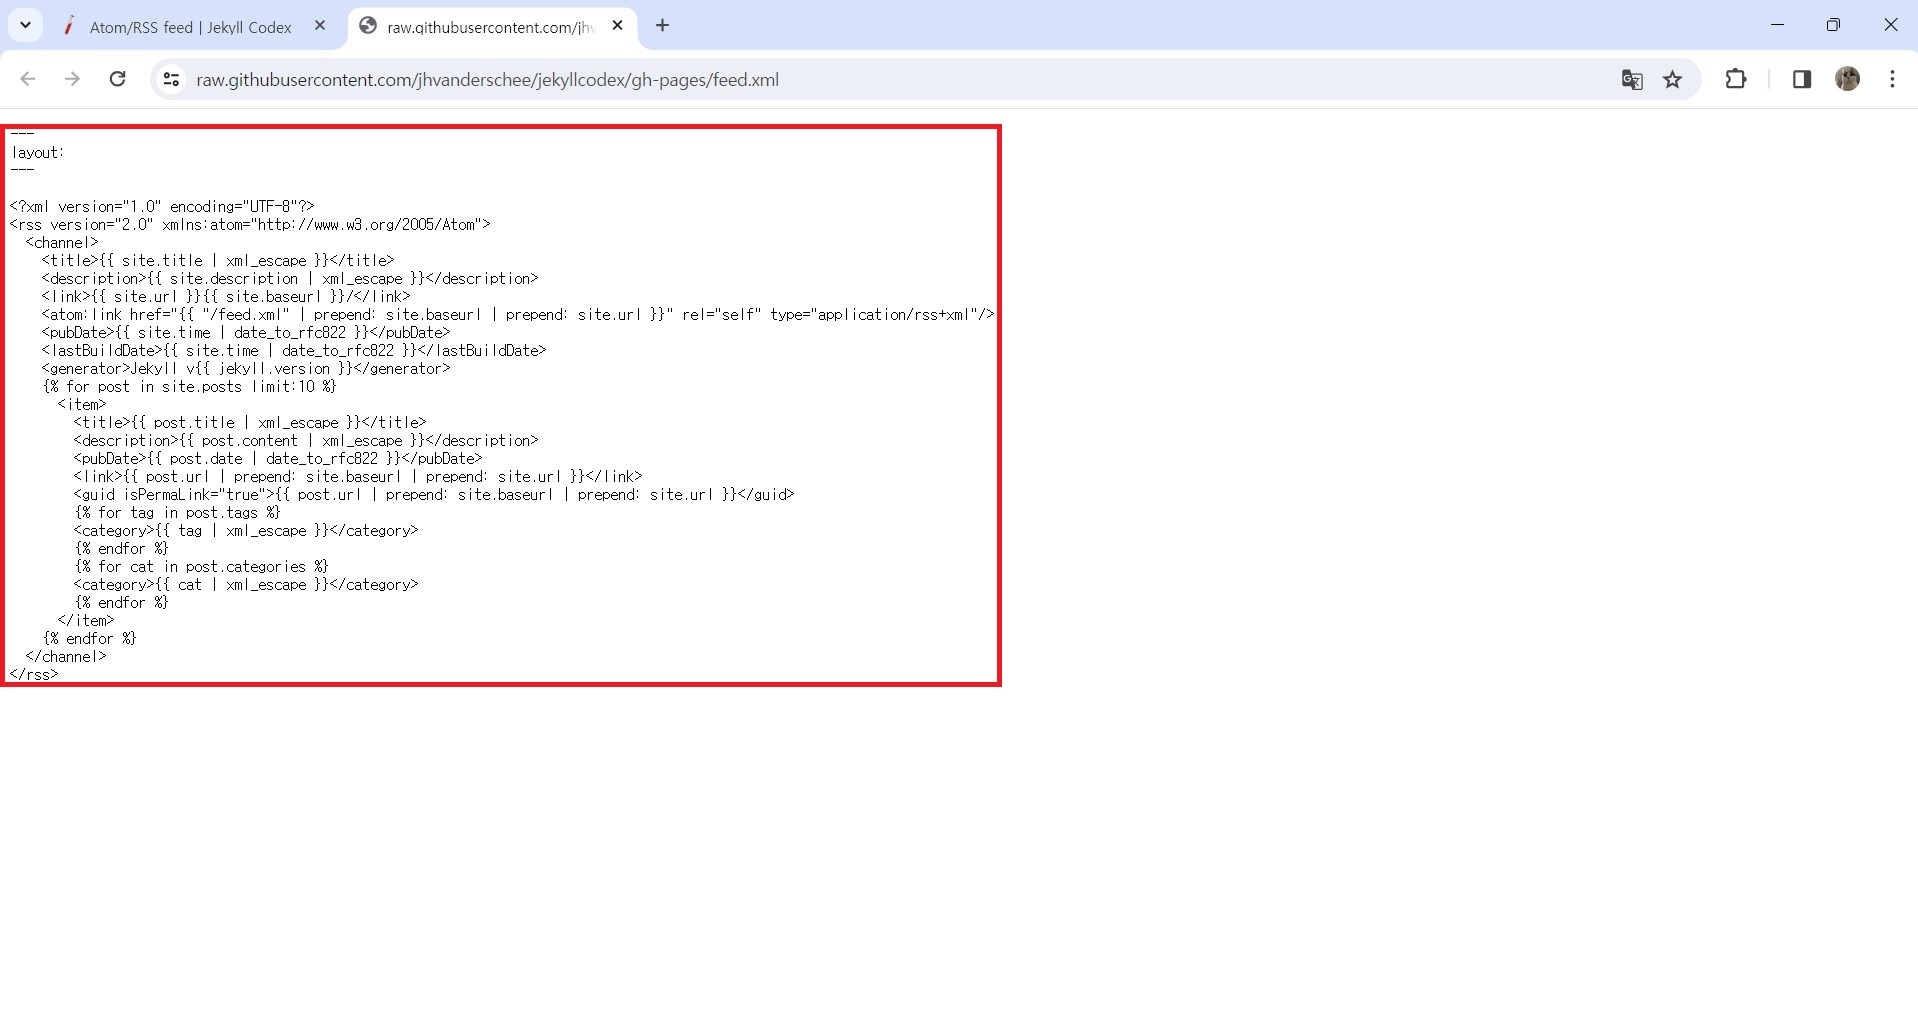 Atom/RSS feed | Jekyll Codex
raw.githubusercontent.com/jhv
raw.githubusercontent.com/jhvanderschee/jekyllcodex/gh-pages/feed.xml
---
layout:
---
<?xml version="1.0" encoding="UTF-8"?>
<rss version="2.0" xmlns:atom="http://www.w3.org/2005/Atom">
  <channel>
    <title>{{ site.title | xml_escape }}</title>
    <description>{{ site.description | xml_escape }}</description>
    <link>{{ site.url }}{{ site.baseurl }}/</link>
    <atom:link href="{{ "/feed.xml" | prepend: site.baseurl | prepend: site.url }}" rel="self" type="application/rss+xml"/>
    <pubDate>{{ site.time | date_to_rfc822 }}</pubDate>
    <lastBuildDate>{{ site.time | date_to_rfc822 }}</lastBuildDate>
    <generator>Jekyll v{{ jekyll.version }}</generator>
    {% for post in site.posts limit:10 %}
      <item>
        <title>{{ post.title | xml_escape }}</title>
        <description>{{ post.content | xml_escape }}</description>
        <pubDate>{{ post.date | date_to_rfc822 }}</pubDate>
        <link>{{ post.url | prepend: site.baseurl | prepend: site.url }}</link>
        <guid isPermaLink="true">{{ post.url | prepend: site.baseurl | prepend: site.url }}</guid>
        {% for tag in post.tags %}
        <category>{{ tag | xml_escape }}</category>
        {% endfor %}
        {% for cat in post.categories %}
        <category>{{ cat | xml_escape }}</category>
        {% endfor %}
      </item>
    {% endfor %}
  </channel>
</rss>